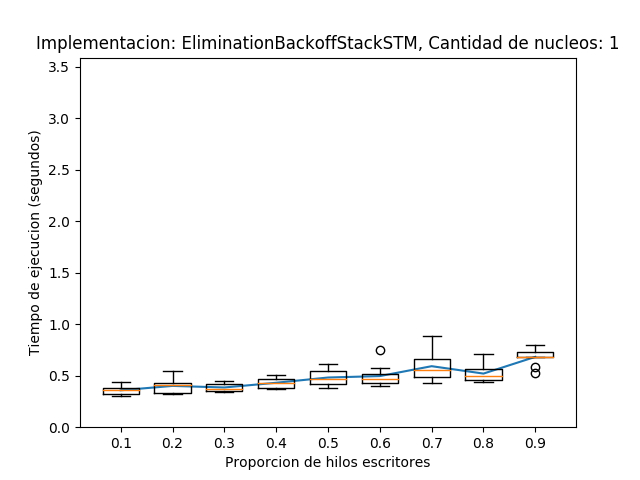 Implementacion: EliminationBackoffStackSTM, Cantidad de nucleos: 1
Tiempo de ejecucion (segundos)
3.5
3.0
2.5
2.0
1.5
1.0
0.5
0.0
0.1 0.2 0.3 0.4 0.5 0.6 0.7 0.8 0.9
Proporcion de hilos escritores